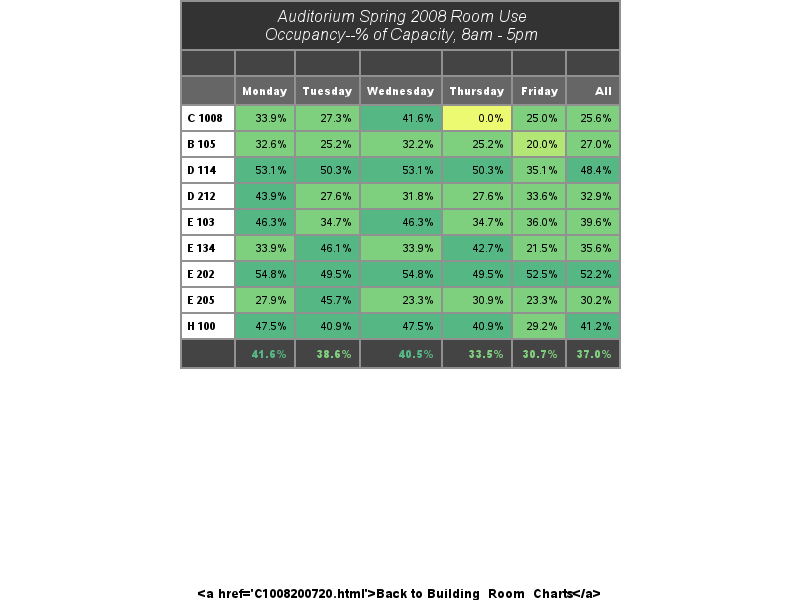 Auditorium Spring 2008 Room Use
Occupancy--% of Capacity, 8am - 5pm
Monday Tuesday Wednesday Thursday Friday All
C 1008 33.9% 27.3% 41.6% 0.0% 25.0% 25.6%
B 105 32.6% 25.2% 32.2% 25.2% 20.0% 27.0%
D 114 53.1% 50.3% 53.1% 50.3% 35.1% 48.4%
D 212 43.9% 27.6% 31.8% 27.6% 33.6% 32.9%
E 103 46.3% 34.7% 46.3% 34.7% 36.0% 39.6%
E 134 33.9% 46.1% 33.9% 42.7% 21.5% 35.6%
E 202 54.8% 49.5% 54.8% 49.5% 52.5% 52.2%
E 205 27.9% 45.7% 23.3% 30.9% 23.3% 30.2%
H 100 47.5% 40.9% 47.5% 40.9% 29.2% 41.2%
41.6% 38.6% 40.5% 33.5% 30.7% 37.0%
<a href='C1008200720.html'>Back to Building_Room_Charts</a>